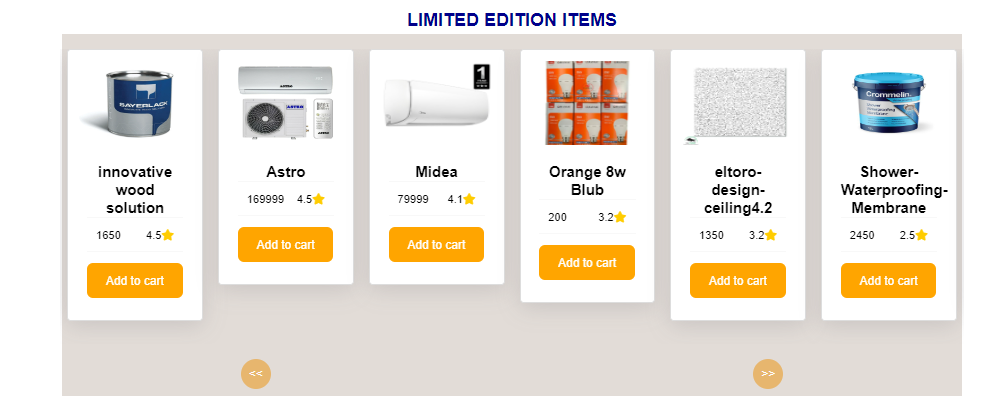 LIMITED EDITION ITEMS
SAYERLACK
innovative
wood
solution
1650 4.5
Add to cart
ASTRO
Astro
169999 4.5
Add to cart
1
Midea
79999 4.1
Add to cart
Orange 8w
Blub
200 3.2
Add to cart
eltoro-
design-
ceiling4.2
1350 3.2
Add to cart
Crommelin
Shower-
Waterproofing-
Membrane
2450 2.5
Add to cart
<< >>